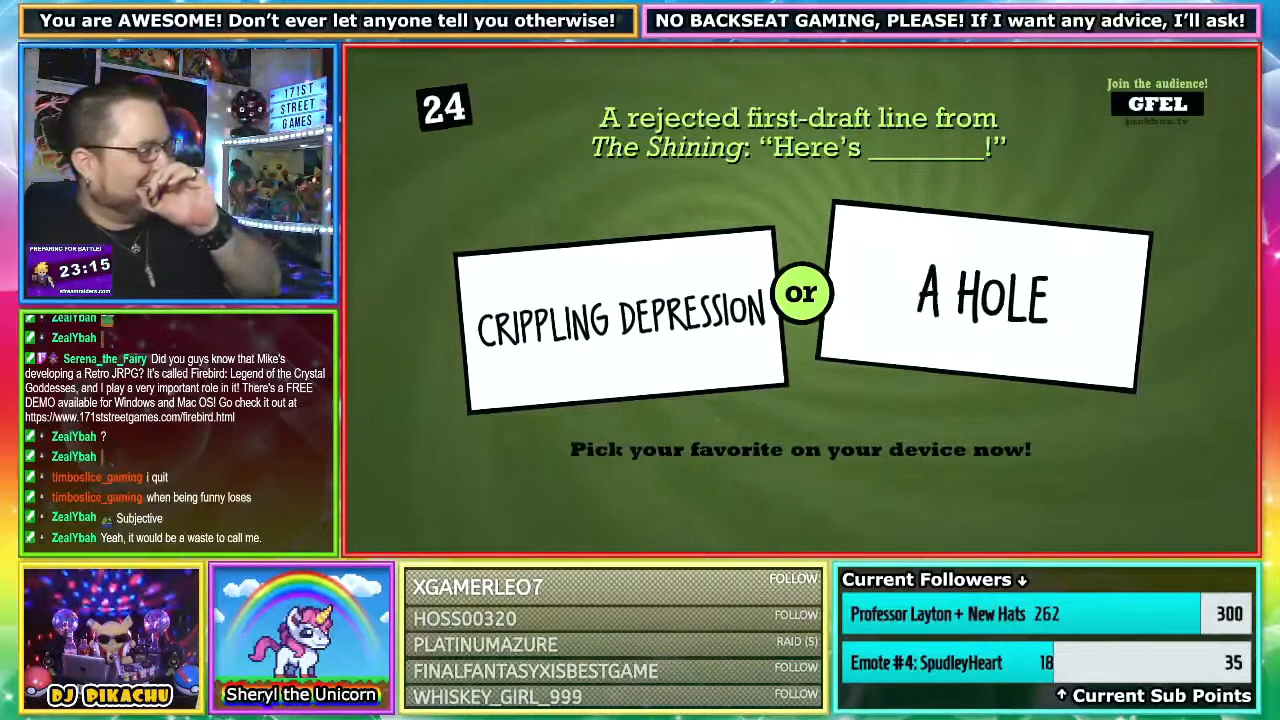 You are AWESOME! Don't ever let anyone tell you otherwise!
NO BACKSEAT GAMING, PLEASE! If I want any advice, I'll ask!
171ST
STREET
GAMES
PREPARING FOR BATTLE!
23:15
streamraiders.com
24
A rejected first-draft line from
The Shining: “Here's ________!”
Join the audience!
GFEL
jackbox.tv
CRIPPLING DEPRESSION
or
A HOLE
Pick your favorite on your device now!
ZealYbah
ZealYbah
Serena_the_Fairy Did you guys know that Mike's
developing a Retro JRPG? It's called Firebird: Legend of the Crystal
Goddesses, and I play a very important role in it! There's a FREE
DEMO available for Windows and Mac OS! Go check it out at
https://www.171ststreetgames.com/firebird.html
ZealYbah ?
ZealYbah
timboslice_gaming i quit
timboslice_gaming when being funny loses
ZealYbah Subjective
ZealYbah Yeah, it would be a waste to call me.
DJ PIKACHU
Sheryl the Unicorn
XGAMERLEO7 FOLLOW
HOSS00320 FOLLOW
PLATINUMAZURE RAID (5)
FINALFANTASYXISBESTGAME FOLLOW
WHISKEY_GIRL_999 FOLLOW
Current Followers ↓
Professor Layton + New Hats 262 300
Emote #4: SpudleyHeart 18 35
↑ Current Sub Points